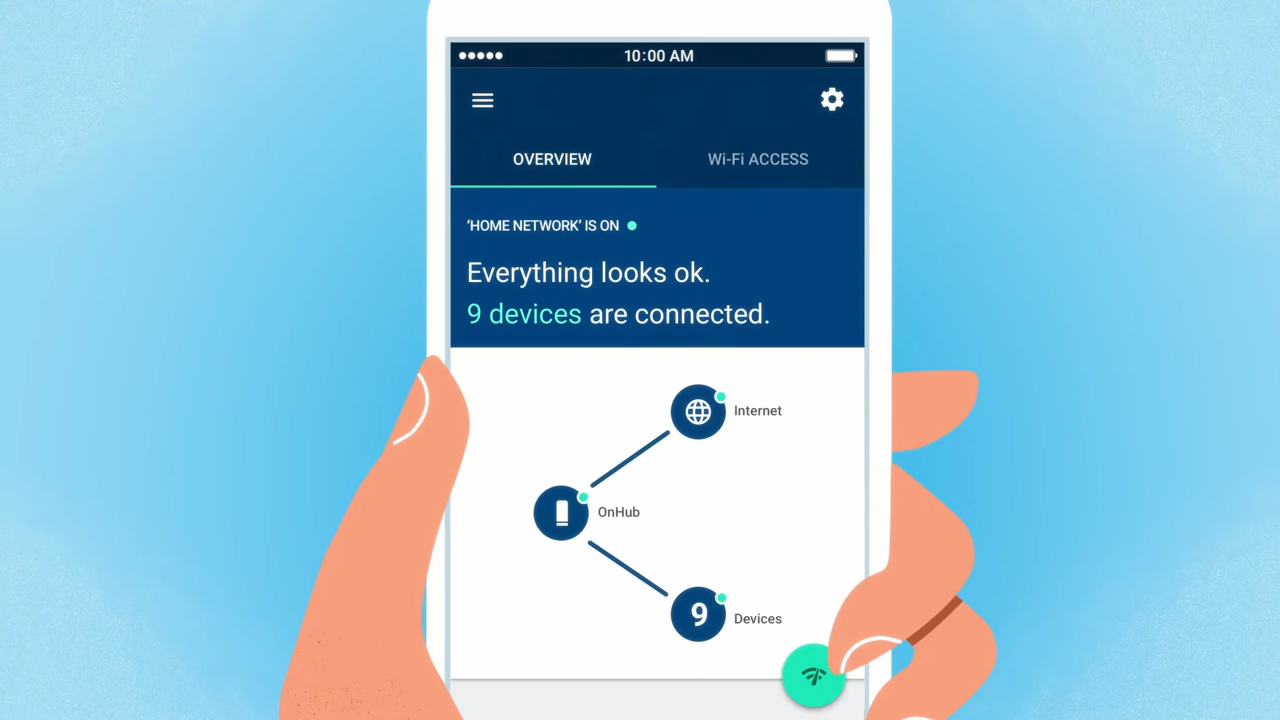 10:00 AM
OVERVIEW
Wi-Fi ACCESS
‘HOME NETWORK’ IS ON
Everything looks ok.
9 devices are connected.
Internet
OnHub
9
Devices